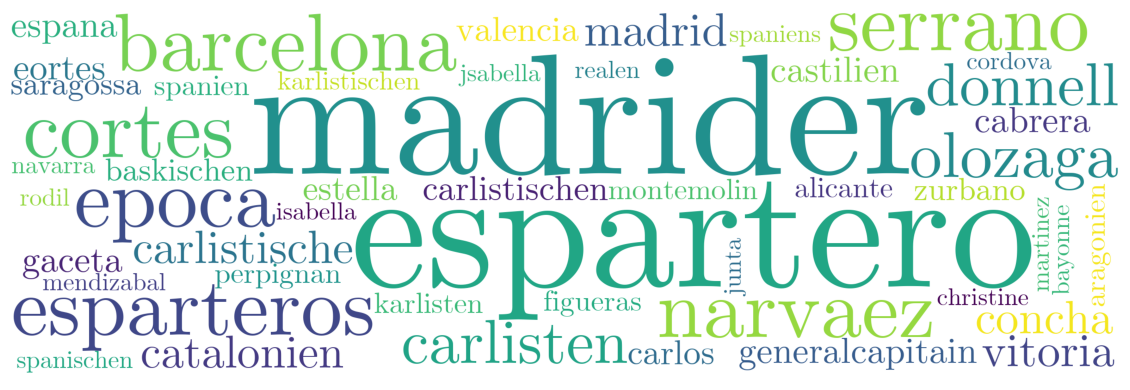 espana
barcelona
valencia
madrid
spaniens
serrano
eortes
saragossa
spanien
karlistischen
jsabella
realen
castilien
cordova
donnell
cortes
madrider
cabrera
navarra
baskischen
olozaga
rodil
epoca
isabella
estella
carlistischen
montemolin
alicante
zurbano
gaceta
carlistische
espartero
mendizabal
perpignan
junta
martinez
bayonne
aragonien
esparteros
karlisten
figueras
narvaez
christine
concha
spanischen
catalonien
carlisten
carlos
generalcapitain
vitoria